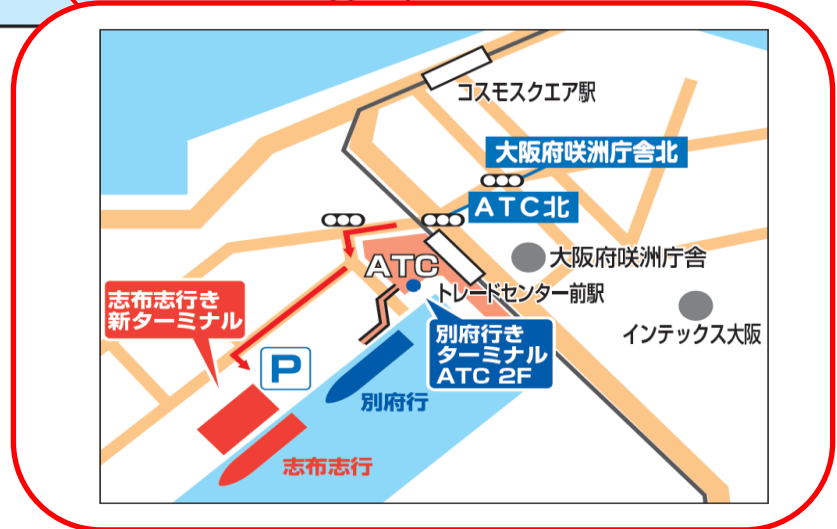 コスモスクエア駅
大阪府咲洲庁舎北
ATC北
ATC
大阪府咲洲庁舎
トレードセンター前駅
インテックス大阪
志布志行き
新ターミナル
別府行き
ターミナル
ATC 2F
P
別府行
志布志行